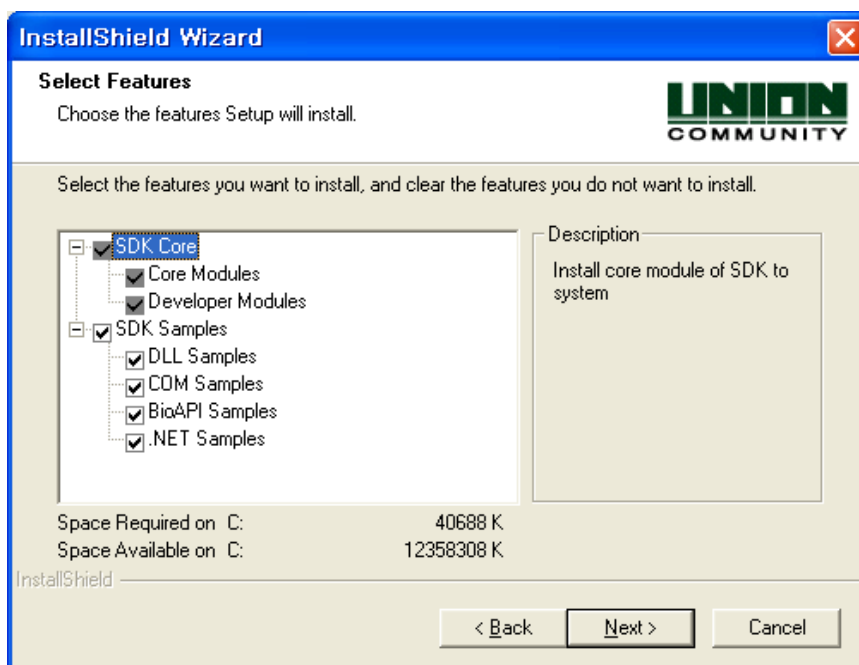 InstallShield Wizard
Select Features
Choose the features Setup will install.
UNION
COMMUNITY
Select the features you want to install, and clear the features you do not want to install.
SDK Core
Core Modules
Developer Modules
SDK Samples
DLL Samples
COM Samples
BioAPI Samples
.NET Samples
Description
Install core module of SDK to
system
Space Required on C: 40688 K
Space Available on C: 12358308 K
InstallShield
< Back Next > Cancel